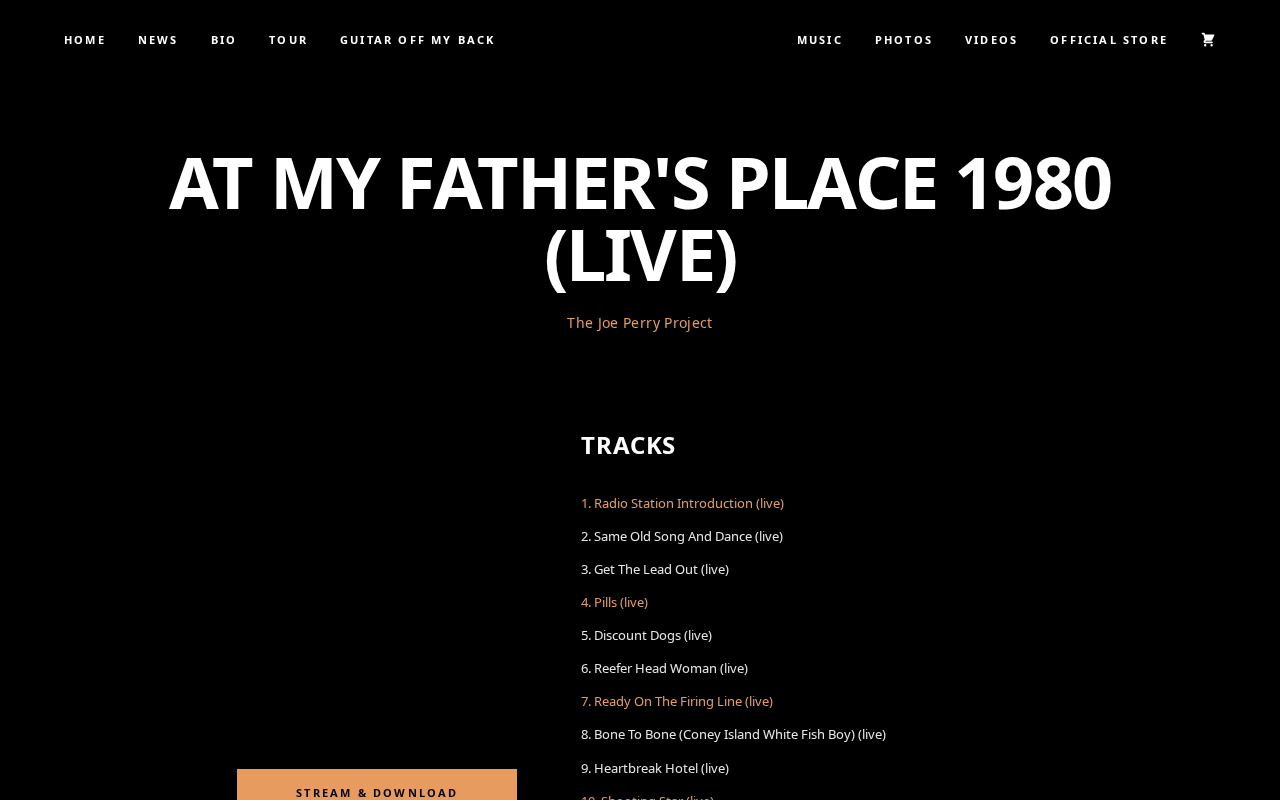 HOME NEWS BIO TOUR GUITAR OFF MY BACK MUSIC PHOTOS VIDEOS OFFICIAL STORE
AT MY FATHER'S PLACE 1980
(LIVE)
The Joe Perry Project
TRACKS
1. Radio Station Introduction (live)
2. Same Old Song And Dance (live)
3. Get The Lead Out (live)
4. Pills (live)
5. Discount Dogs (live)
6. Reefer Head Woman (live)
7. Ready On The Firing Line (live)
8. Bone To Bone (Coney Island White Fish Boy) (live)
9. Heartbreak Hotel (live)
STREAM & DOWNLOAD
10. Shooting Star (live)